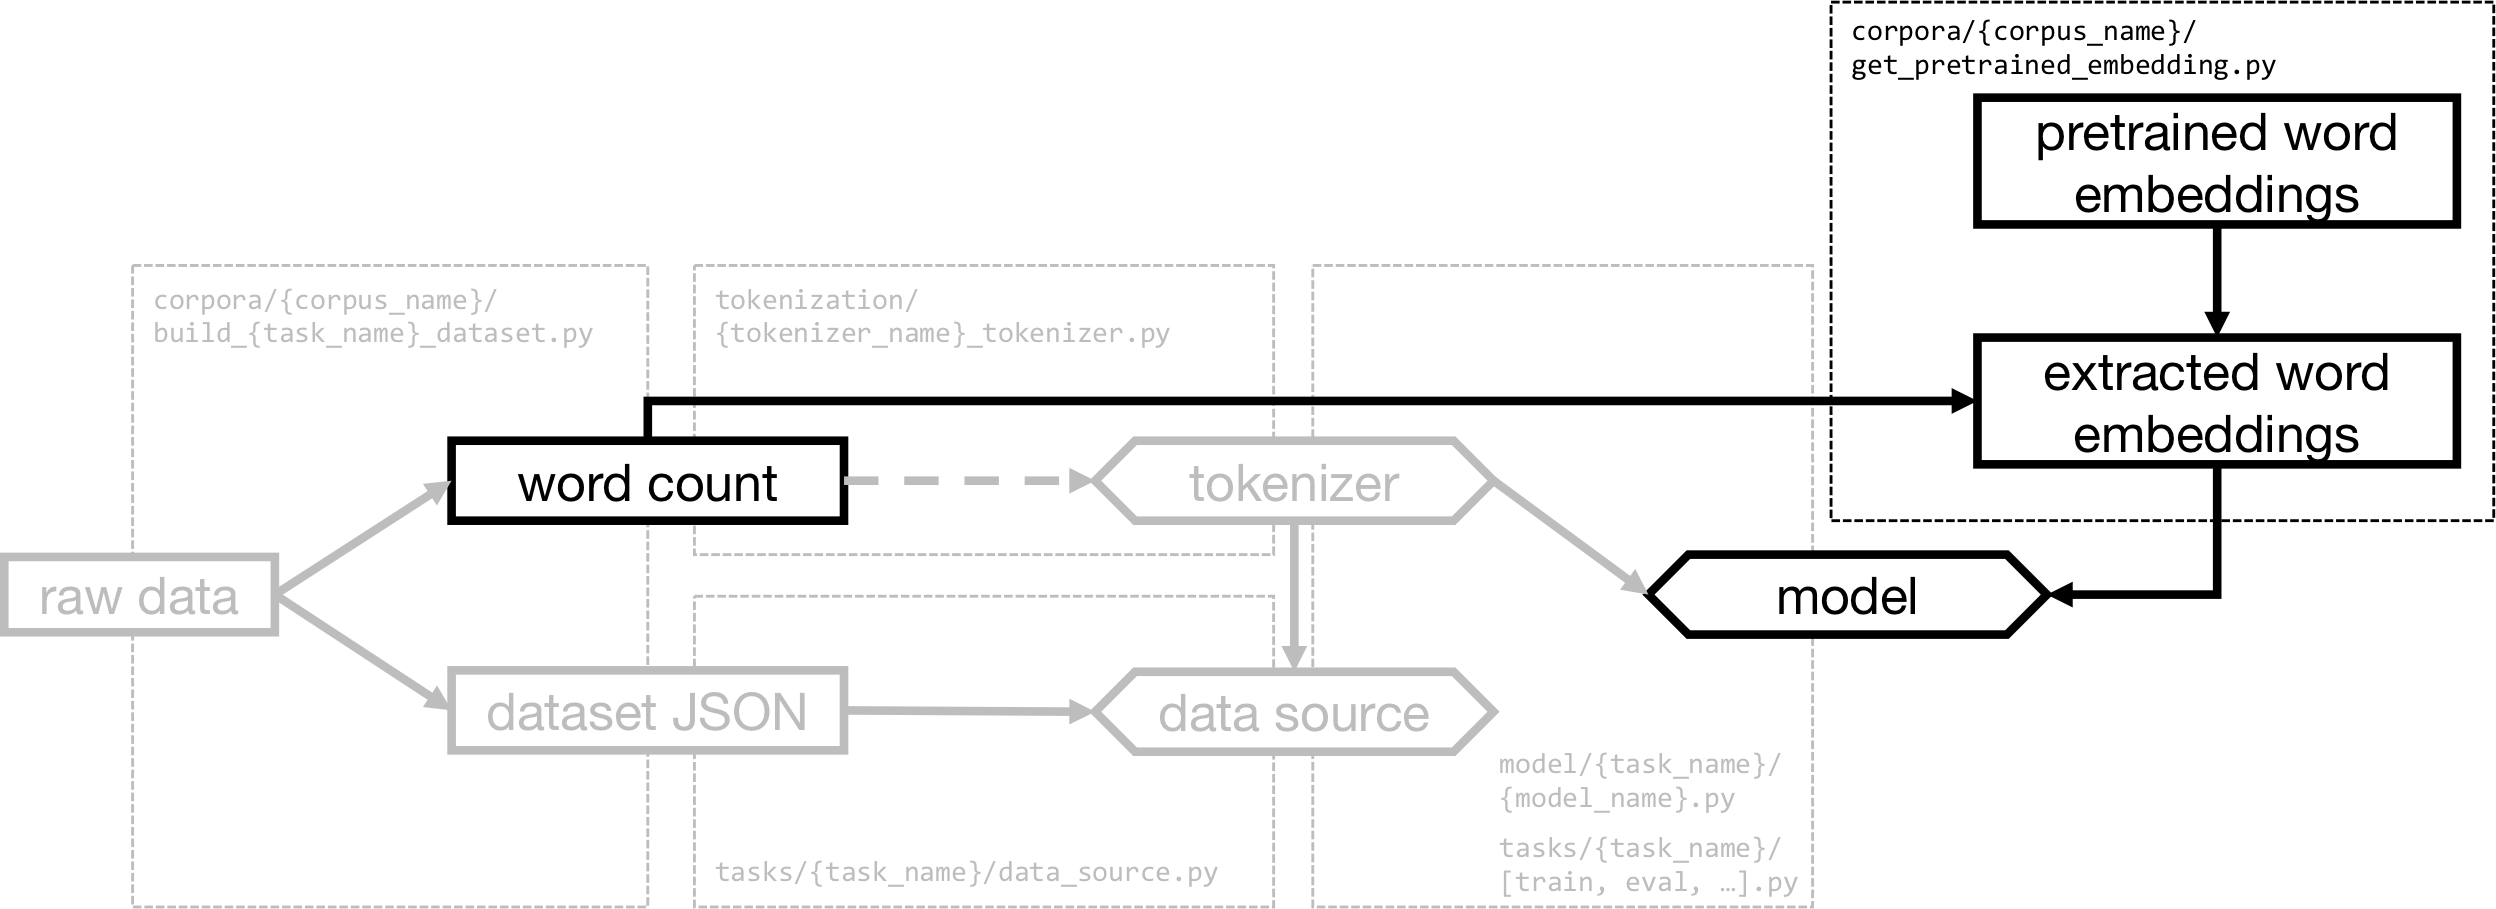 corpora/{corpus_name}/
get_pretrained_embedding.py
pretrained word
embeddings
extracted word
embeddings
corpora/{corpus_name}/
build_{task_name}_dataset.py
tokenization/
{tokenizer_name}_tokenizer.py
word count
tokenizer
raw data
model
dataset JSON
data source
model/{task_name}/
{model_name}.py
tasks/{task_name}/
[train, eval, …].py
tasks/{task_name}/data_source.py